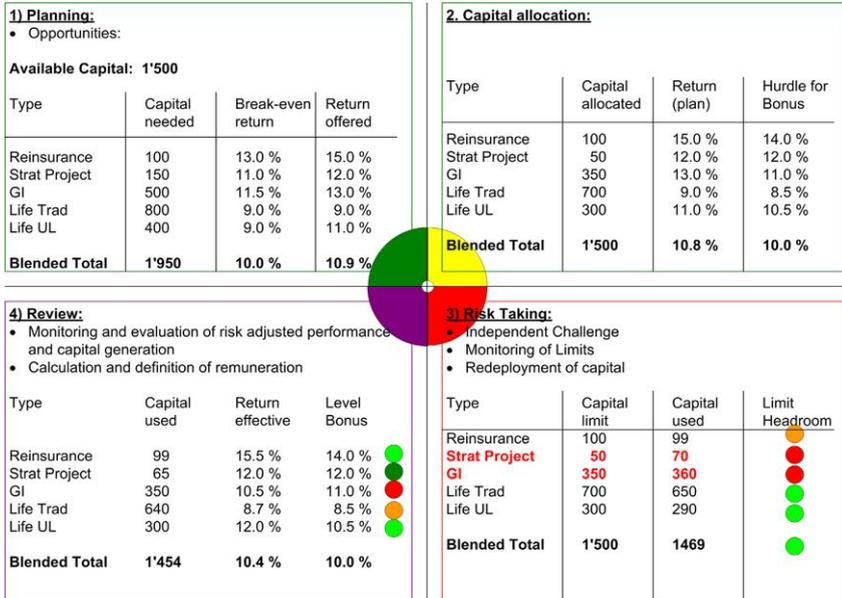 1) Planning:
• Opportunities:
Available Capital: 1'500
Type Capital needed Break-even return Return offered
Reinsurance 100 13.0 % 15.0 %
Strat Project 150 11.0 % 12.0 %
GI 500 11.5 % 13.0 %
Life Trad 800 9.0 % 9.0 %
Life UL 400 9.0 % 11.0 %
Blended Total 1'950 10.0 % 10.9 %
2. Capital allocation:
Type Capital allocated Return (plan) Hurdle for Bonus
Reinsurance 100 15.0 % 14.0 %
Strat Project 50 12.0 % 12.0 %
GI 350 13.0 % 11.0 %
Life Trad 700 9.0 % 8.5 %
Life UL 300 11.0 % 10.5 %
Blended Total 1'500 10.8 % 10.0 %
4) Review:
• Monitoring and evaluation of risk adjusted performance
and capital generation
• Calculation and definition of remuneration
Type Capital used Return effective Level Bonus
Reinsurance 99 15.5 % 14.0 %
Strat Project 65 12.0 % 12.0 %
GI 350 10.5 % 11.0 %
Life Trad 640 8.7 % 8.5 %
Life UL 300 12.0 % 10.5 %
Blended Total 1'454 10.4 % 10.0 %
3) Risk Taking:
• Independent Challenge
• Monitoring of Limits
• Redeployment of capital
Type Capital limit Capital used Limit Headroom
Reinsurance 100 99
Strat Project 50 70
GI 350 360
Life Trad 700 650
Life UL 300 290
Blended Total 1'500 1469